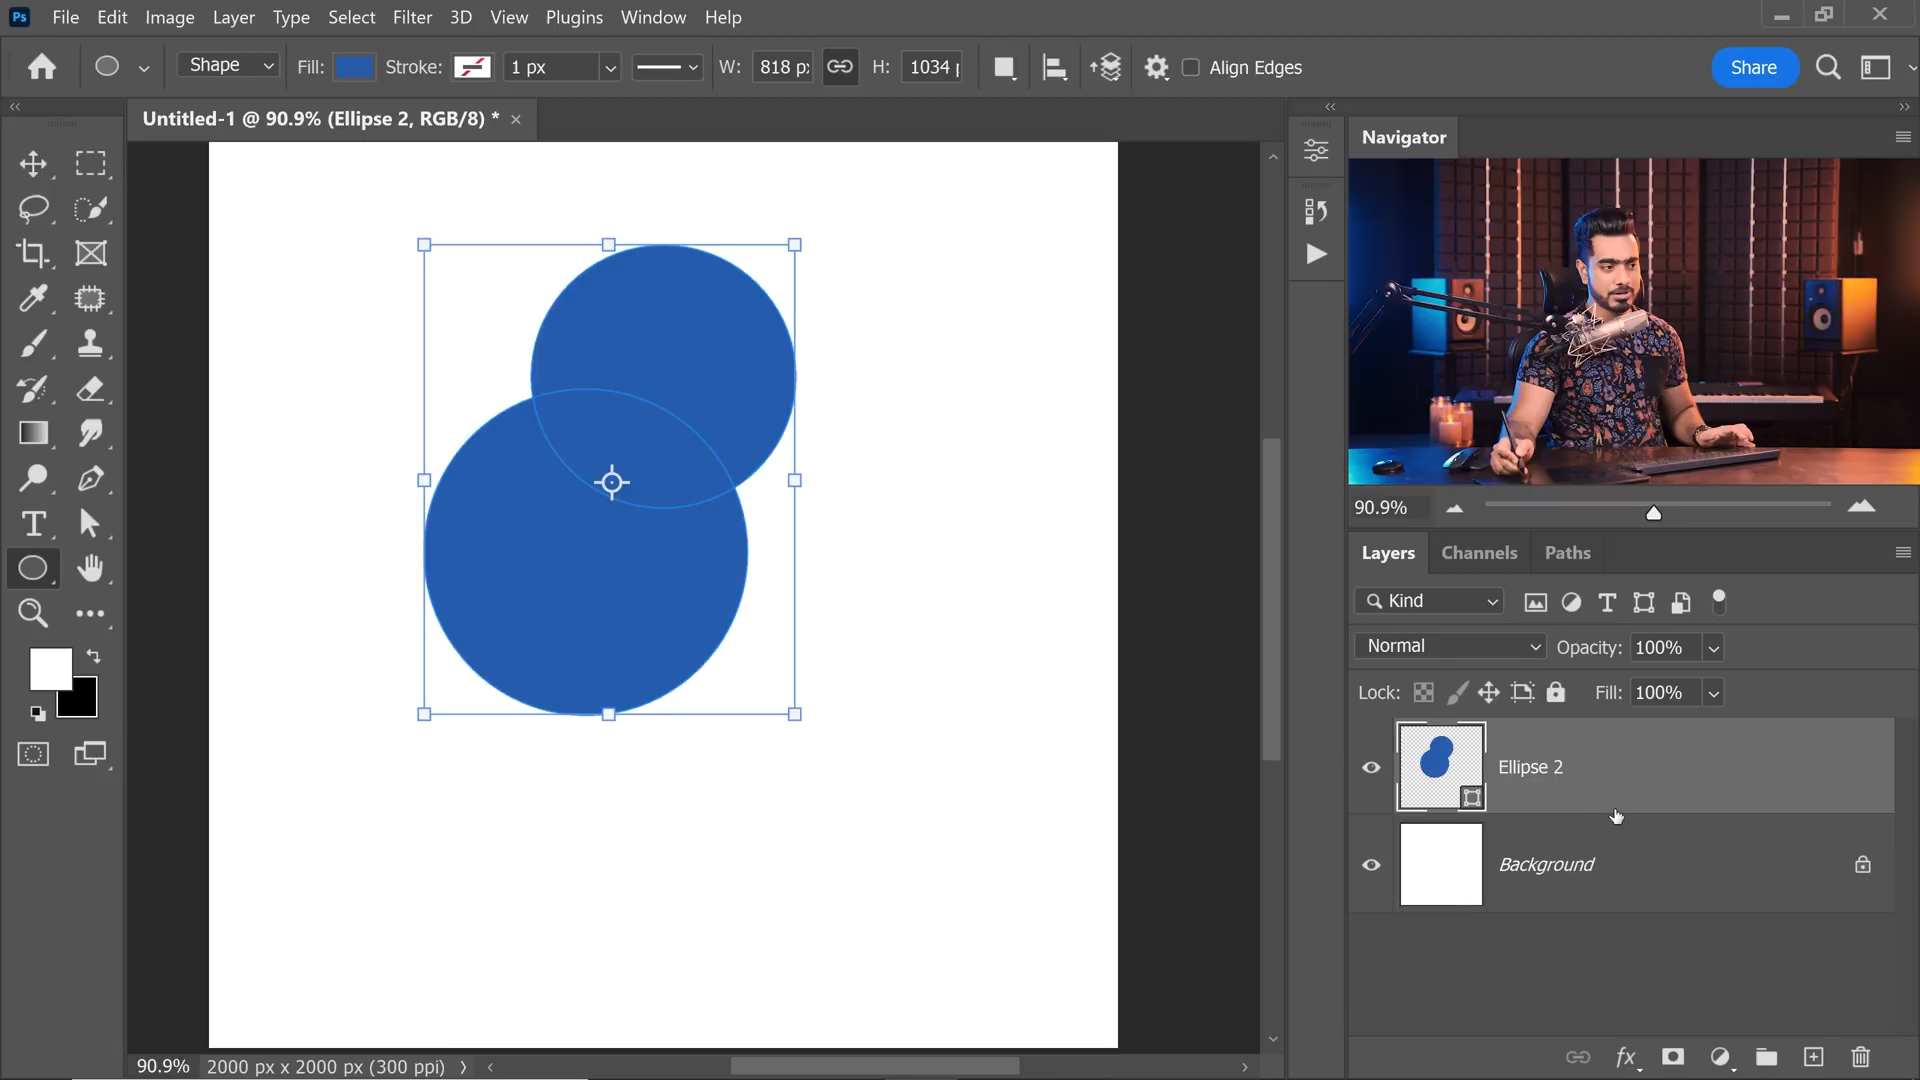 Ps File Edit Image Layer Type Select Filter 3D View Plugins Window Help
Shape Fill: Stroke: 1 px W: 818 p H: 1034 Align Edges Share
Untitled-1 @ 90.9% (Ellipse 2, RGB/8) * ×
Navigator
90.9%
Layers Channels Paths
Kind
Normal Opacity: 100%
Lock: Fill: 100%
Ellipse 2
Background
fx
90.9% 2000 px x 2000 px (300 ppi)